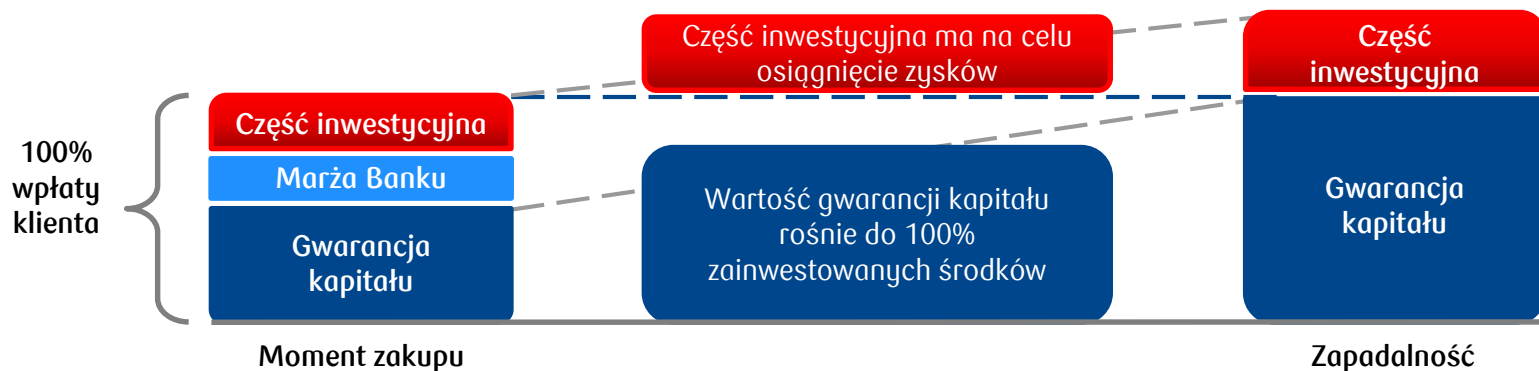 100%
wpłaty
klienta
Część inwestycyjna
Marża Banku
Gwarancja
kapitału
Moment zakupu
Część inwestycyjna ma na celu
osiągnięcie zysków
Wartość gwarancji kapitału
rośnie do 100%
zainwestowanych środków
Część
inwestycyjna
Gwarancja
kapitału
Zapadalność